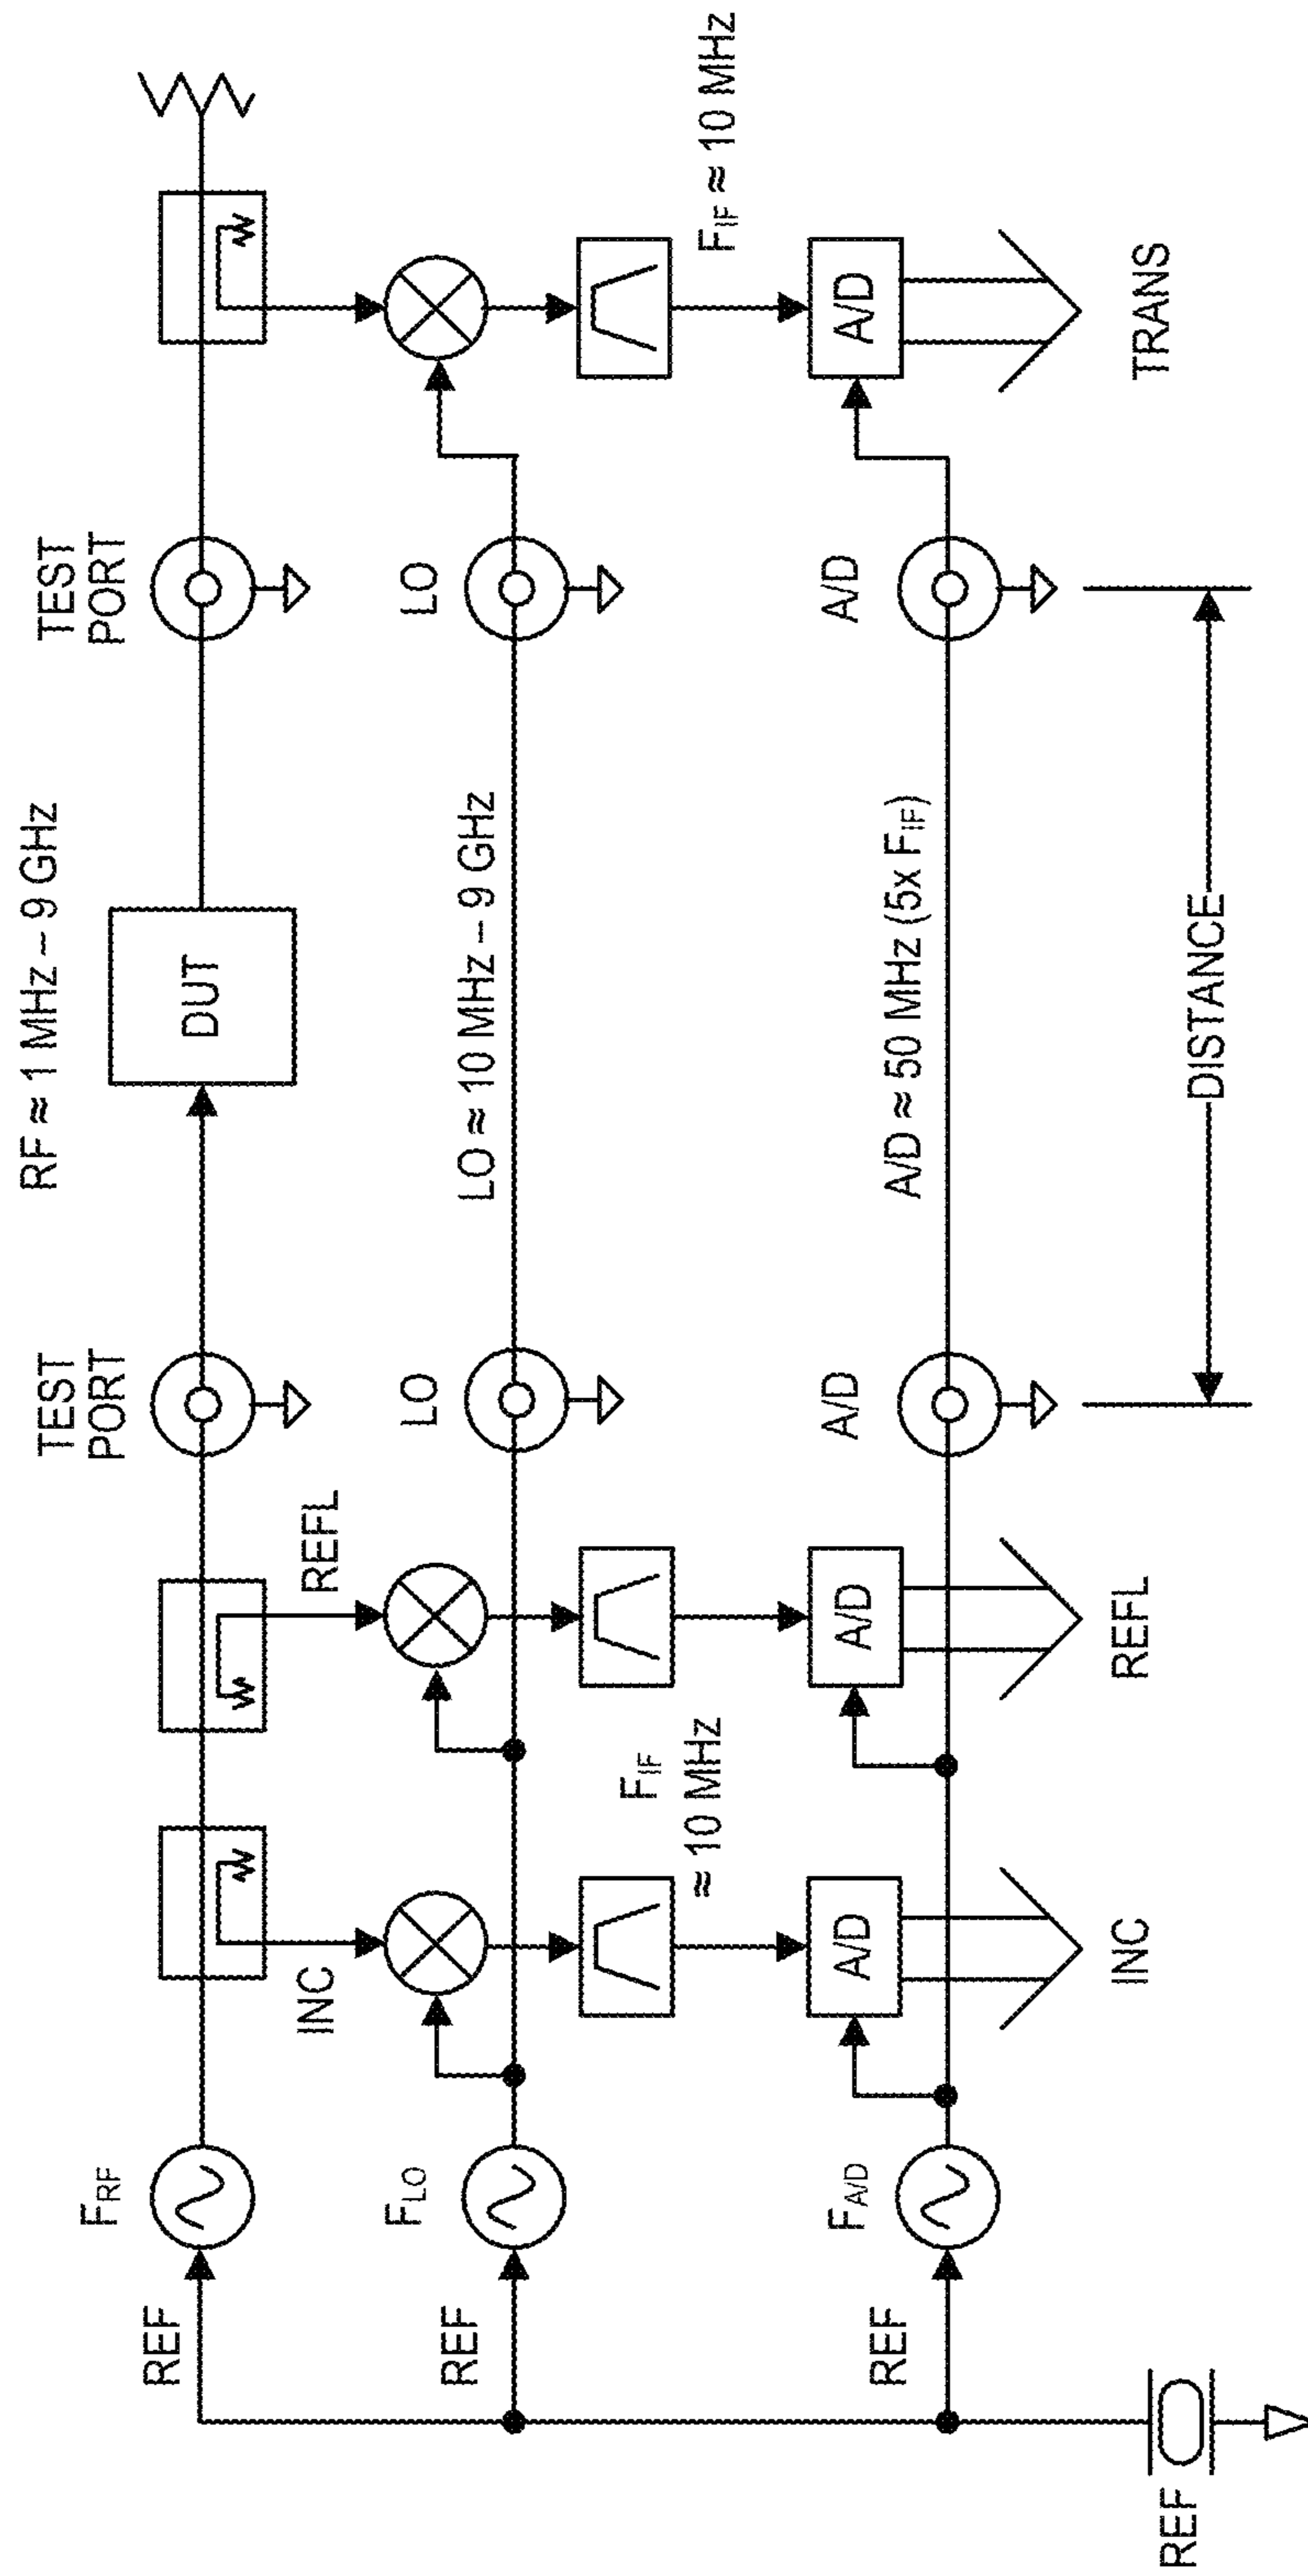 RF ≈ 1 MHz – 9 GHz
TEST
PORT
TEST
PORT
F_RF
REF
DUT
INC
REFL
LO
LO
F_LO
REF
LO ≈ 10 MHz – 9 GHz
F_IF
≈ 10 MHz
F_IF ≈ 10 MHz
A/D
A/D
F_A/D
REF
A/D
A/D
A/D
A/D ≈ 50 MHz (5x F_IF)
INC
REFL
TRANS
DISTANCE
REF